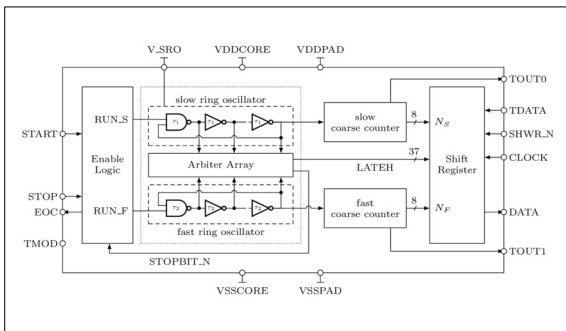 V_SRO VDDCORE VDDPAD
TOUT0
slow ring oscillator
RUN_S τ₁ τ₁ τ₁
slow
coarse counter
8 N_S
TDATA
START
SHWR_N
Enable
Logic
Arbiter Array
37
LATEH
Shift
Register
CLOCK
STOP
EOC
RUN_F τ₂ τ₂ τ₂
fast
coarse counter
8 N_F
DATA
fast ring oscillator
TMOD
STOPBIT_N
TOUT1
VSSCORE VSSPAD